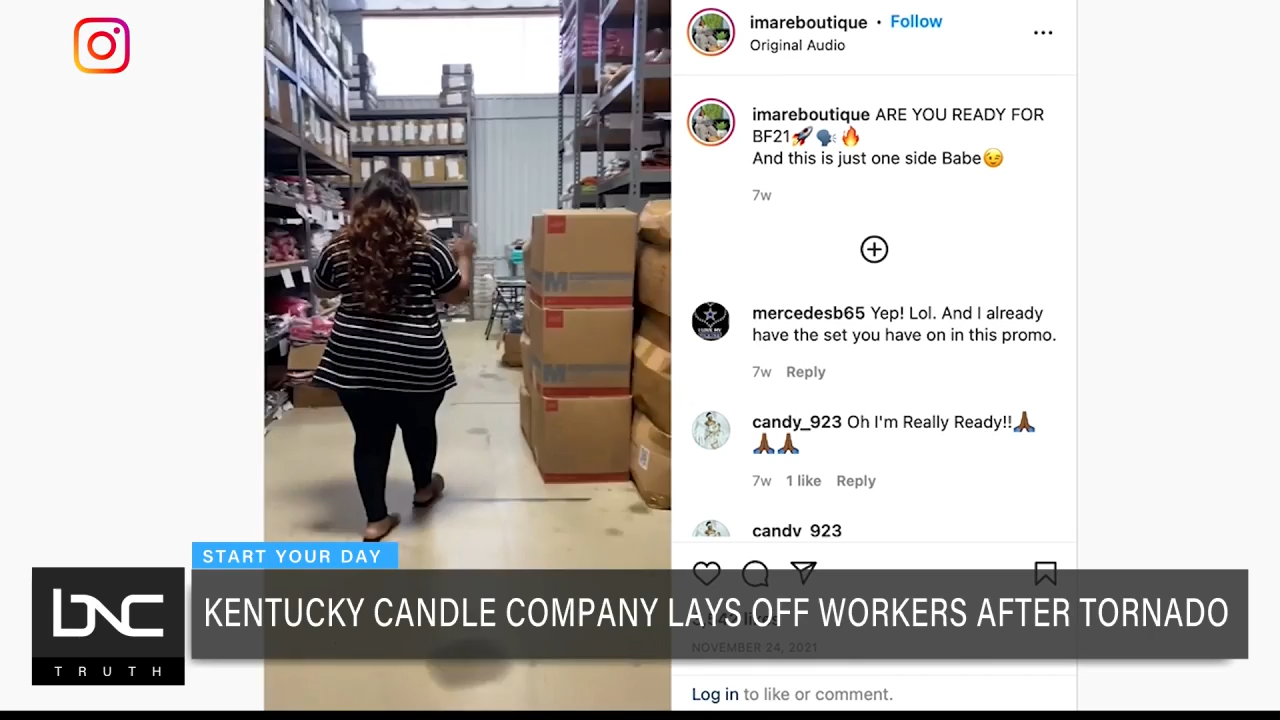 imareboutique • Follow
Original Audio
imareboutique ARE YOU READY FOR
BF21🚀🗣️🔥
And this is just one side Babe😉
7w
mercedesb65 Yep! Lol. And I already
have the set you have on in this promo.
7w Reply
candy_923 Oh I'm Really Ready!!🙏🏾
🙏🏾🙏🏾
7w 1 like Reply
candy_923
START YOUR DAY
KENTUCKY CANDLE COMPANY LAYS OFF WORKERS AFTER TORNADO
BNC
TRUTH
NOVEMBER 24, 2021
Log in to like or comment.